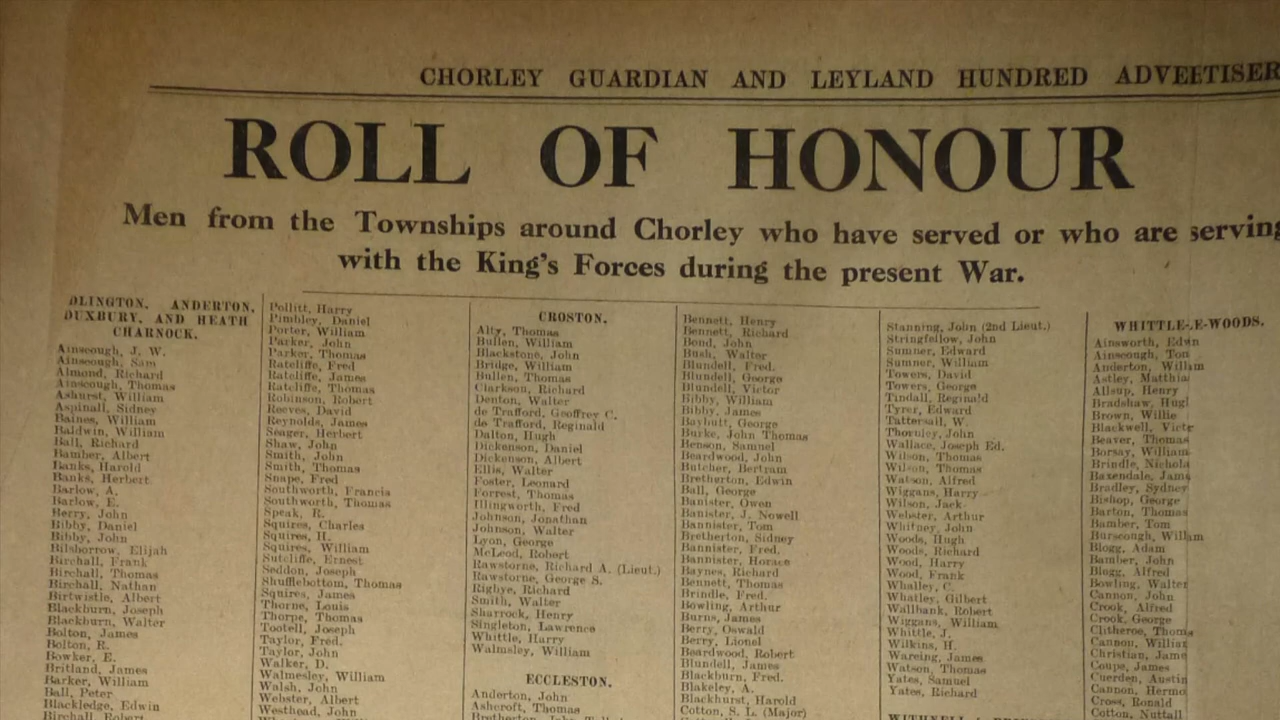 CHORLEY GUARDIAN AND LEYLAND HUNDRED ADVERTISER
ROLL OF HONOUR
Men from the Townships around Chorley who have served or who are serving
with the King's Forces during the present War.
DLINGTON, ANDERTON,
DUXBURY, AND HEATH
CHARNOCK.
Ainscough, J. W.
Ainscough, Sam
Almond, Richard
Ainscough, Thomas
Ashurst, William
Aspinall, Sidney
Baines, William
Baldwin, William
Ball, Richard
Bamber, Albert
Banks, Harold
Banks, Herbert
Barlow, A.
Barlow, E.
Berry, John
Bibby, Daniel
Bibby, John
Bilsborrow, Elijah
Birchall, Frank
Birchall, Thomas
Birchall, Nathan
Birtwistle, Albert
Blackburn, Joseph
Blackburn, Walter
Bolton, James
Bolton, R.
Bowker, E.
Britland, James
Barker, William
Ball, Peter
Blackledge, Edwin
Birchall, Robert
Pollitt, Harry
Pimbley, Daniel
Porter, William
Parker, John
Parker, Thomas
Ratcliffe, Fred
Ratcliffe, James
Ratcliffe, Thomas
Robinson, Robert
Reeves, David
Reynolds, James
Seager, Herbert
Shaw, John
Smith, John
Smith, Thomas
Snape, Fred
Southworth, Francis
Southworth, Thomas
Speak, R.
Squires, Charles
Squires, H.
Squires, William
Sutcliffe, Ernest
Seddon, Joseph
Shufflebottom, Thomas
Squires, James
Thorne, Louis
Thorpe, Thomas
Tootell, Joseph
Taylor, Fred.
Taylor, John
Walker, D.
Walmesley, William
Walsh, John
Webster, Albert
Westhead, John
CROSTON.
Alty, Thomas
Bullen, William
Blackstone, John
Bridge, William
Bullen, Thomas
Clarkson, Richard
Denton, Walter
de Trafford, Geoffrey C.
de Trafford, Reginald
Dalton, Hugh
Dickenson, Daniel
Dickenson, Albert
Ellis, Walter
Foster, Leonard
Forrest, Thomas
Illingworth, Fred
Johnson, Jonathan
Johnson, Walter
Lyon, George
McLeod, Robert
Rawstorne, Richard A. (Lieut.)
Rawstorne, George S.
Rigbye, Richard
Smith, Walter
Sharrock, Henry
Singleton, Lawrence
Whittle, Harry
Walmsley, William
ECCLESTON.
Anderton, John
Ashcroft, Thomas
Bretherton, John
Bennett, Henry
Bennett, Richard
Bond, John
Bush, Walter
Blundell, Fred.
Blundell, George
Blundell, Victor
Bibby, William
Bibby, James
Baybutt, George
Burke, John Thomas
Benson, Samuel
Beardwood, John
Butcher, Bertram
Bretherton, Edwin
Ball, George
Banister, Owen
Banister, J. Nowell
Bannister, Tom
Bretherton, Sidney
Bannister, Fred.
Bannister, Horace
Baynes, Richard
Bennett, Thomas
Brindle, Fred.
Bowling, Arthur
Burns, James
Berry, Oswald
Berry, Lionel
Beardwood, Robert
Blundell, James
Blackburn, Fred.
Blakeley, A.
Blackhurst, Harold
Cotton, S. L. (Major)
Stanning, John (2nd Lieut.)
Stringfellow, John
Sumner, Edward
Sumner, William
Towers, David
Towers, George
Tindall, Reginald
Tyrer, Edward
Tattersall, W.
Thornley, John
Wallace, Joseph Ed.
Wilson, Thomas
Wilson, Thomas
Watson, Alfred
Wiggans, Harry
Wilson, Jack
Webster, Arthur
Whitney, John
Woods, Hugh
Woods, Richard
Wood, Harry
Wood, Frank
Whalley, C.
Whatley, Gilbert
Wallbank, Robert
Wiggans, William
Whittle, J.
Wilkins, H.
Wareing, James
Watson, Thomas
Yates, Samuel
Yates, Richard
WITHNELL
WHITTLE-.E-WOODS.
Ainsworth, Edwin
Ainscough, Tom
Anderton, William
Astley, Matthia
Allsup, Henry
Bradshaw, Hugl
Brown, Willie
Blackwell, Victr
Beaver, Thomas
Borsay, William
Brindle, Nichola
Baxendale, Jame
Bradley, Sydney
Bishop, George
Barton, Thomas
Bamber, Tom
Burscough, William
Blogg, Adam
Bamber, John
Blogg, Alfred
Bowling, Walter
Cannon, John
Crook, Alfred
Crook, George
Clitheroe, Thoms
Cannon, Williar
Christian, Jame
Coupe, James
Cuerden, Austin
Cannon, Hermo
Cross, Ronald
Cotton, Nuttall